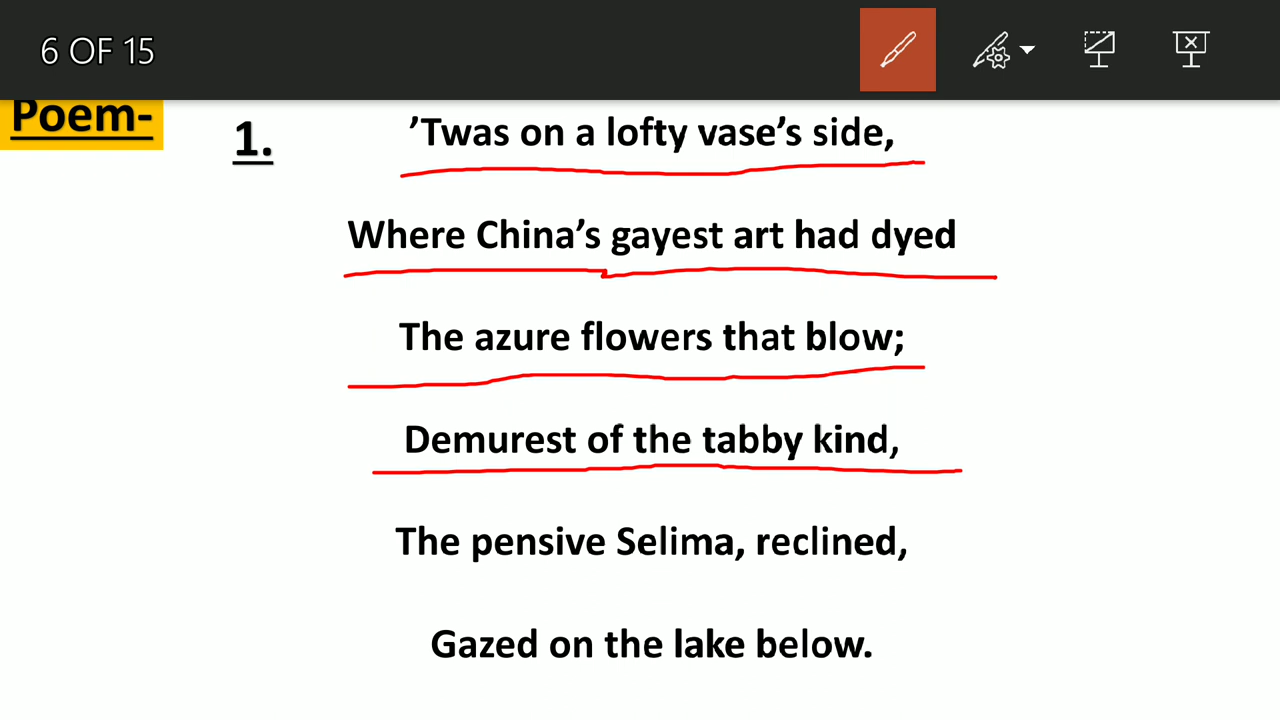 6 OF 15
Poem-
1. ’Twas on a lofty vase’s side,
Where China’s gayest art had dyed
The azure flowers that blow;
Demurest of the tabby kind,
The pensive Selima, reclined,
Gazed on the lake below.